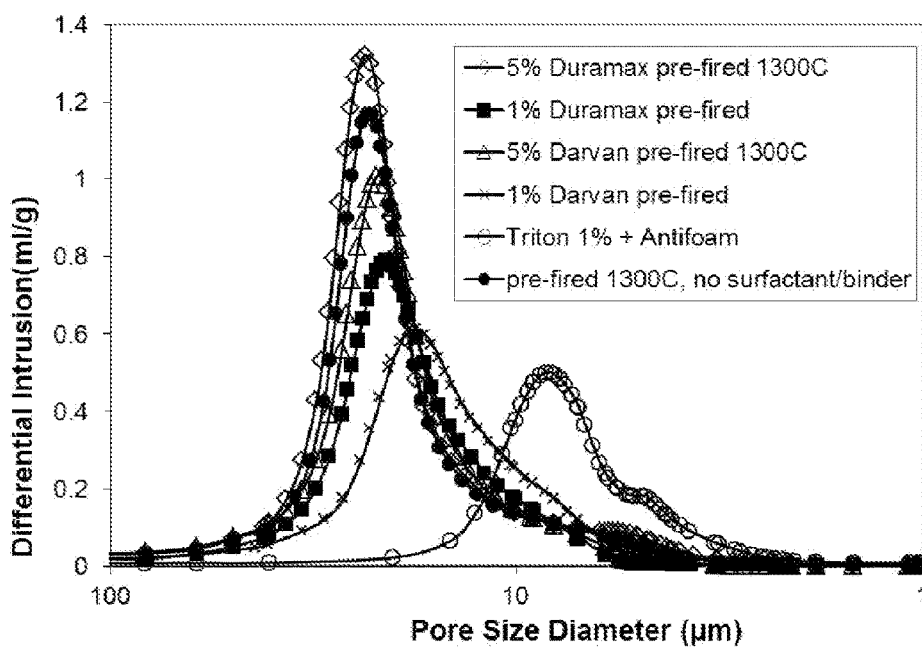 1.4
1.2
1
0.8
0.6
0.4
0.2
0
Differential Intrusion(ml/g)
5% Duramax pre-fired 1300C
1% Duramax pre-fired
5% Darvan pre-fired 1300C
1% Darvan pre-fired
Triton 1% + Antifoam
pre-fired 1300C, no surfactant/binder
100
10
1
Pore Size Diameter (µm)